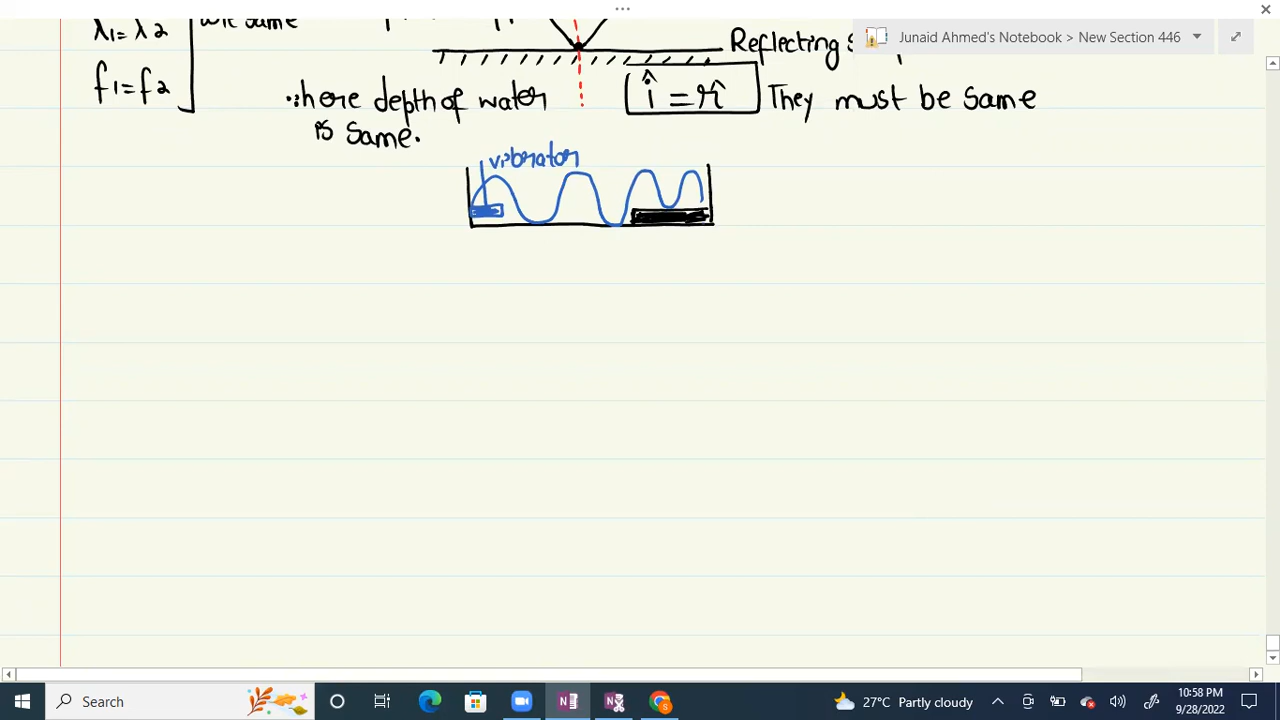 λ1= λ2
f1=f2
∴ here depth of water
is same.
Reflecting
î = r̂ They must be same
vibrator
Junaid Ahmed's Notebook > New Section 446
Search
27°C Partly cloudy
10:58 PM
9/28/2022